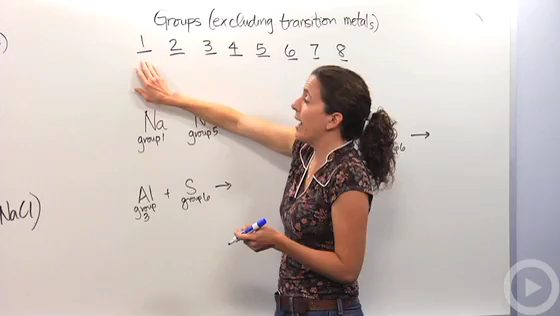 Groups (excluding transition metals)
1 2 3 4 5 6 7 8
Na
group 1 group 5
Al + S →
group 3 group 6
NaCl)